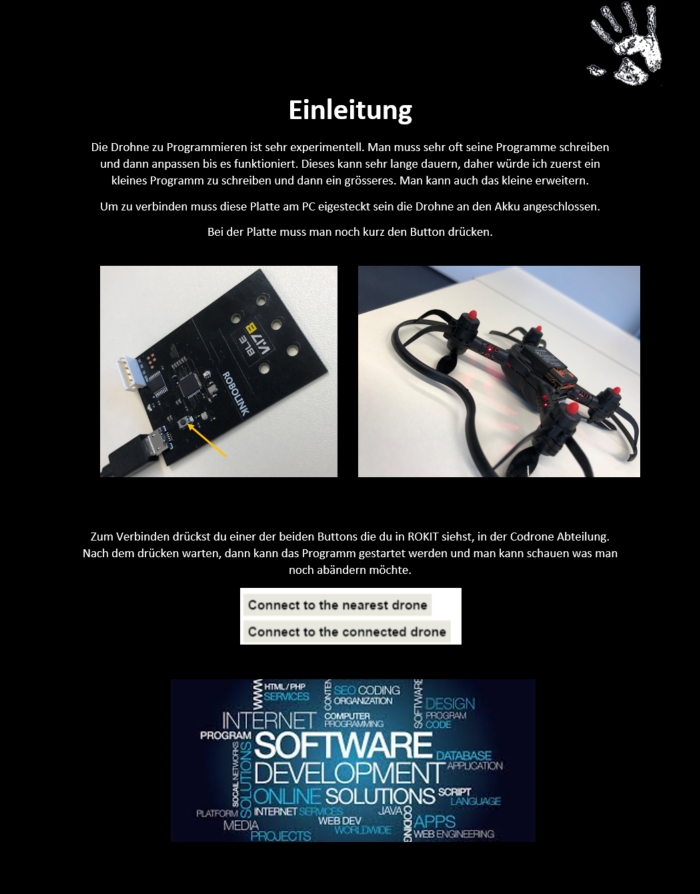 Einleitung
Die Drohne zu Programmieren ist sehr experimentell. Man muss sehr oft seine Programme schreiben
und dann anpassen bis es funktioniert. Dieses kann sehr lange dauern, daher würde ich zuerst ein
kleines Programm zu schreiben und dann ein grösseres. Man kann auch das kleine erweitern.
Um zu verbinden muss diese Platte am PC eigesteckt sein die Drohne an den Akku angeschlossen.
Bei der Platte muss man noch kurz den Button drücken.
BLE
V.17B
ROBOLINK
Zum Verbinden drückst du einer der beiden Buttons die du in ROKIT siehst, in der Codrone Abteilung.
Nach dem drücken warten, dann kann das Programm gestartet werden und man kann schauen was man
noch abändern möchte.
Connect to the nearest drone
Connect to the connected drone
WWW
HTML/PHP
SERVICES
CONTEN
SEO CODING
ORGANIZATION
SOFTWARE
DESIGN
PROGRAM
CODE
INTERNET
COMPUTER
PROGRAMMING
PROGRAM
SOFTWARE
DEVELOPMENT
DATABASE
APPLICATION
SOCAIL NETWORKS
SOLUTIONS
ONLINE SOLUTIONS
SCRIPT
LANGUAGE
PLATFORM
INTERNET SERVICES
JAVA
CODING
APPS
MEDIA
WEB DEV
WORLDWIDE
WEB ENGINEERING
PROJECTS